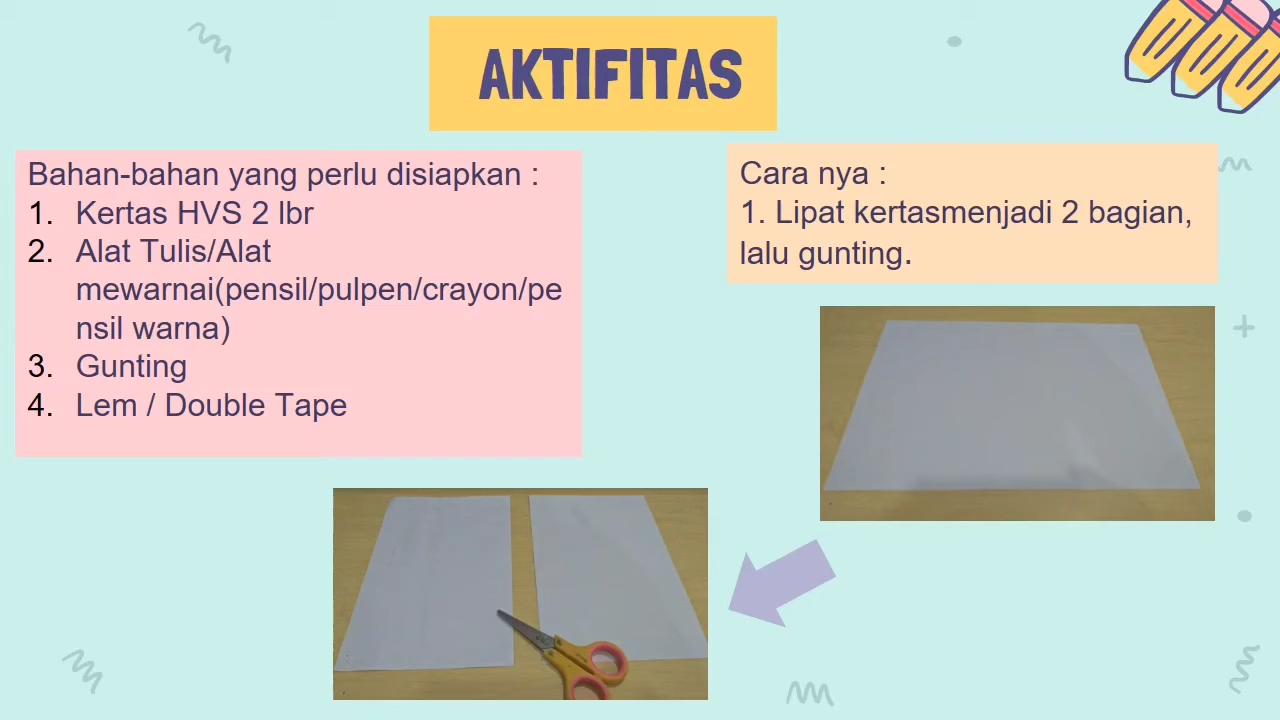 AKTIFITAS
Bahan-bahan yang perlu disiapkan :
1. Kertas HVS 2 lbr
2. Alat Tulis/Alat
mewarnai(pensil/pulpen/crayon/pe
nsil warna)
3. Gunting
4. Lem / Double Tape
Cara nya :
1. Lipat kertasmenjadi 2 bagian,
lalu gunting.